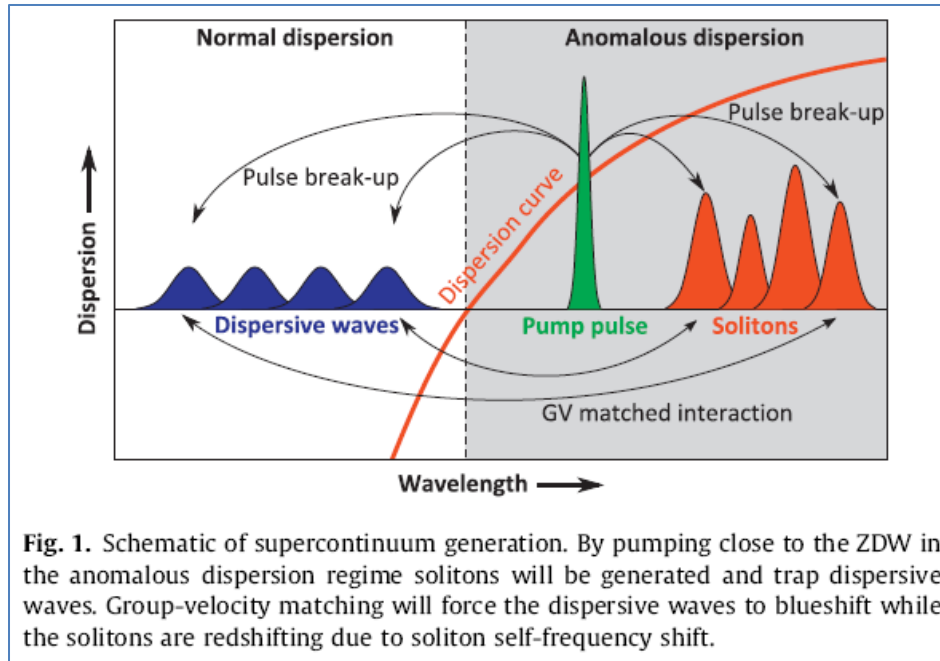 Normal dispersion
Anomalous dispersion
Pulse break-up
Pulse break-up
Dispersion
Dispersion curve
Dispersive waves
Pump pulse
Solitons
GV matched interaction
Wavelength
Fig. 1. Schematic of supercontinuum generation. By pumping close to the ZDW in
the anomalous dispersion regime solitons will be generated and trap dispersive
waves. Group-velocity matching will force the dispersive waves to blueshift while
the solitons are redshifting due to soliton self-frequency shift.